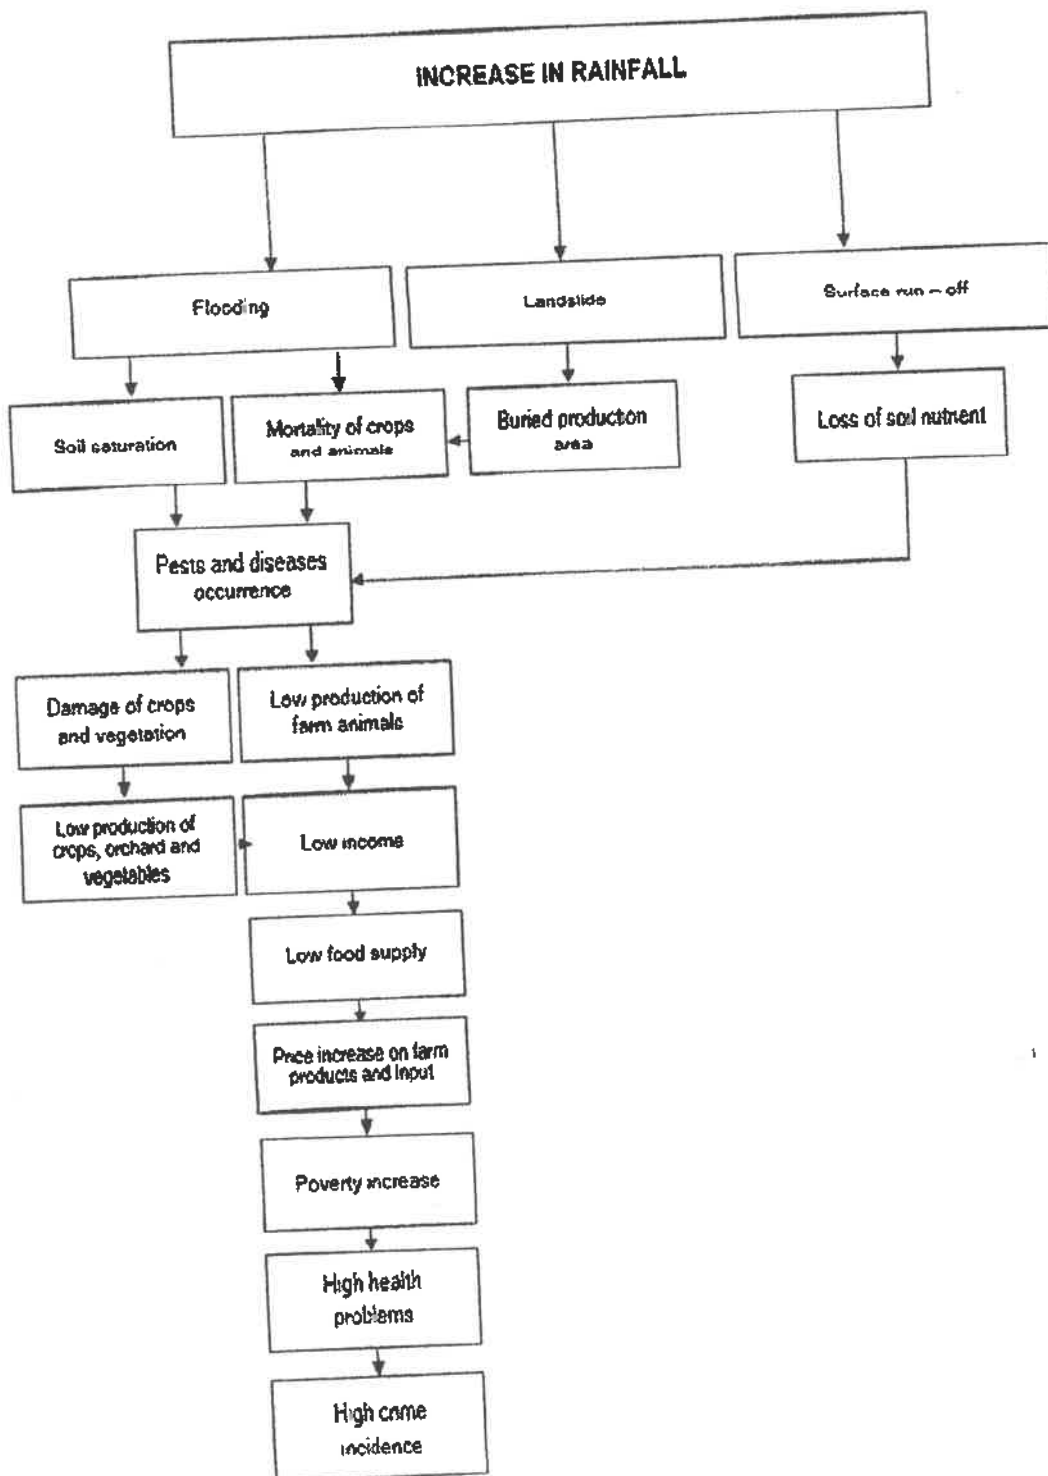 INCREASE IN RAINFALL
Flooding
Landslide
Surface run – off
Soil saturation
Mortality of crops
and animals
Buried production
area
Loss of soil nutrient
Pests and diseases
occurrence
Damage of crops
and vegetation
Low production of
farm animals
Low production of
crops, orchard and
vegetables
Low income
Low food supply
Price increase on farm
products and input
Poverty increase
High health
problems
High crime
incidence